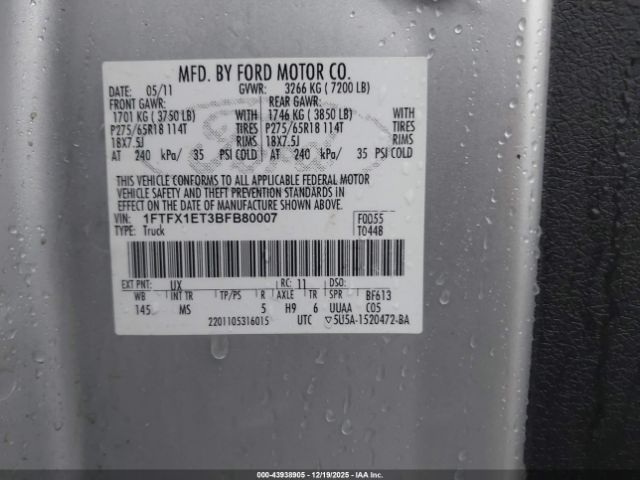 MFD. BY FORD MOTOR CO.
DATE: 05/11 GVWR: 3266 KG ( 7200 LB)
FRONT GAWR: REAR GAWR:
1701 KG ( 3750 LB) WITH 1746 KG ( 3850 LB) WITH
P275/65R18 114T TIRES P275/65R18 114T TIRES
18X7.5J RIMS 18X7.5J RIMS
AT 240 kPa/ 35 PSI COLD AT 240 kPa/ 35 PSI COLD
THIS VEHICLE CONFORMS TO ALL APPLICABLE FEDERAL MOTOR
VEHICLE SAFETY AND THEFT PREVENTION STANDARDS IN
EFFECT ON THE DATE OF MANUFACTURE SHOWN ABOVE.
VIN: 1FTFX1ET3BFB80007 F0055
TYPE: Truck T0448
EXT PNT: UX RC: 11 DSO:
WB INT TR TP/PS R AXLE TR SPR BF613
145 MS 5 H9 6 UUAA C05
2201105316015 UTC ▽5U5A-1520472-BA
000-43938905 - 12/19/2025 - IAAI.com